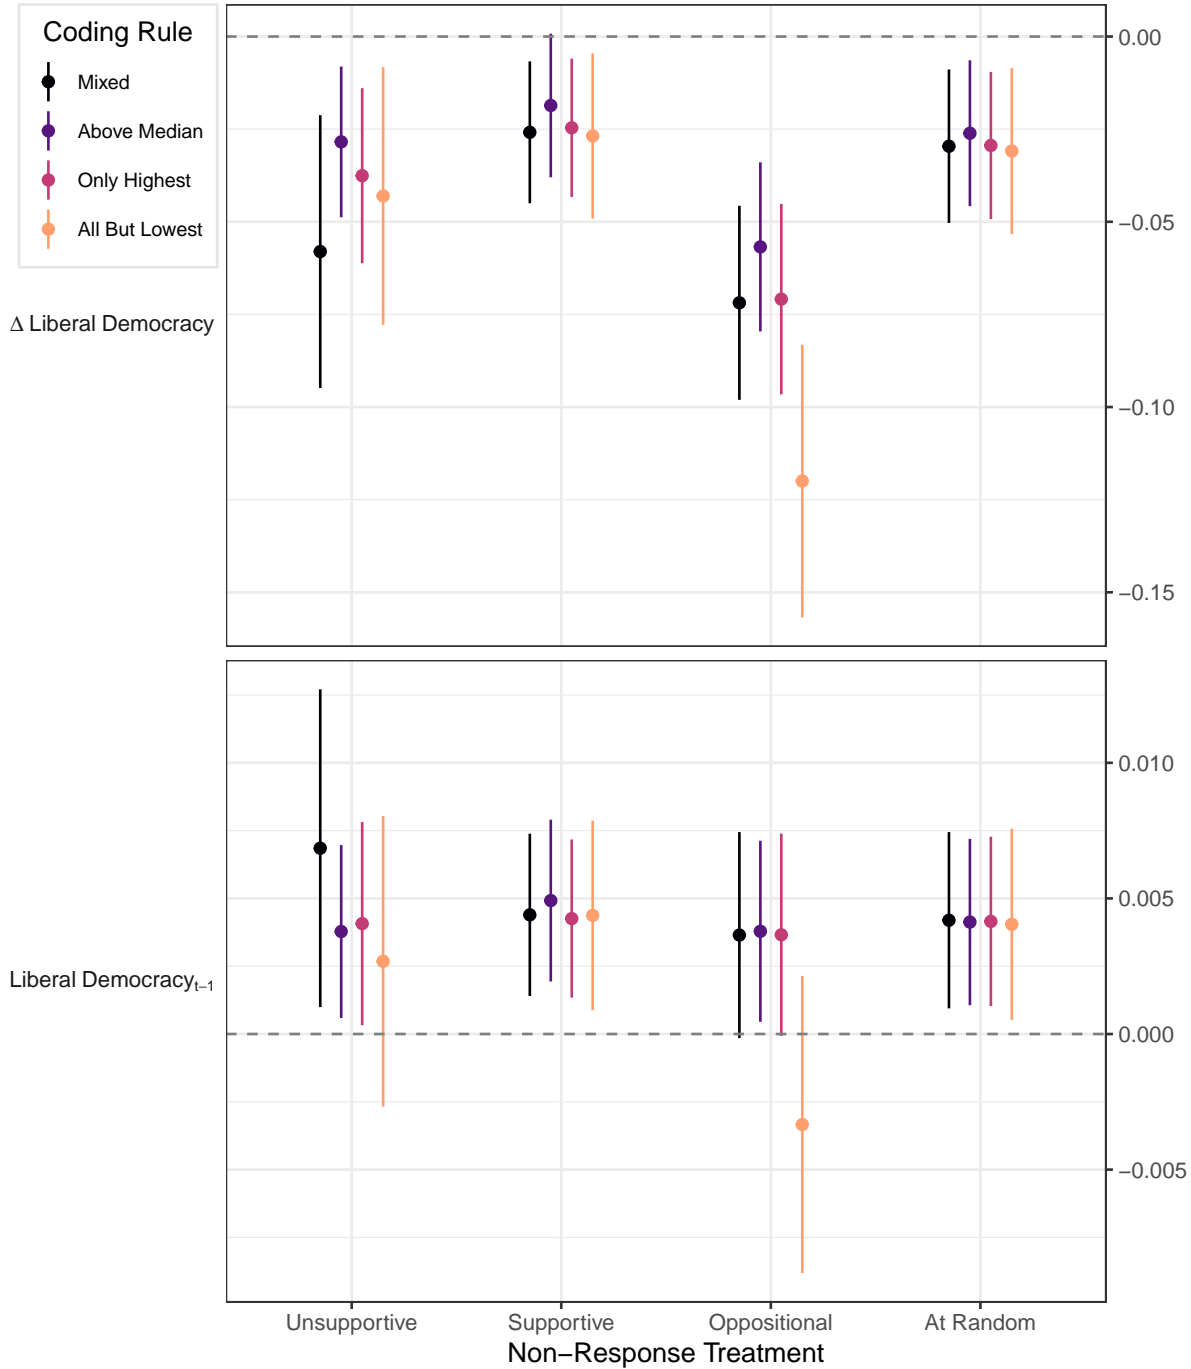 Coding Rule
Mixed
Above Median
Only Highest
All But Lowest
Δ Liberal Democracy
0.00
−0.05
−0.10
−0.15
Liberal Democracyt−1
0.010
0.005
0.000
−0.005
Unsupportive Supportive Oppositional At Random
Non−Response Treatment